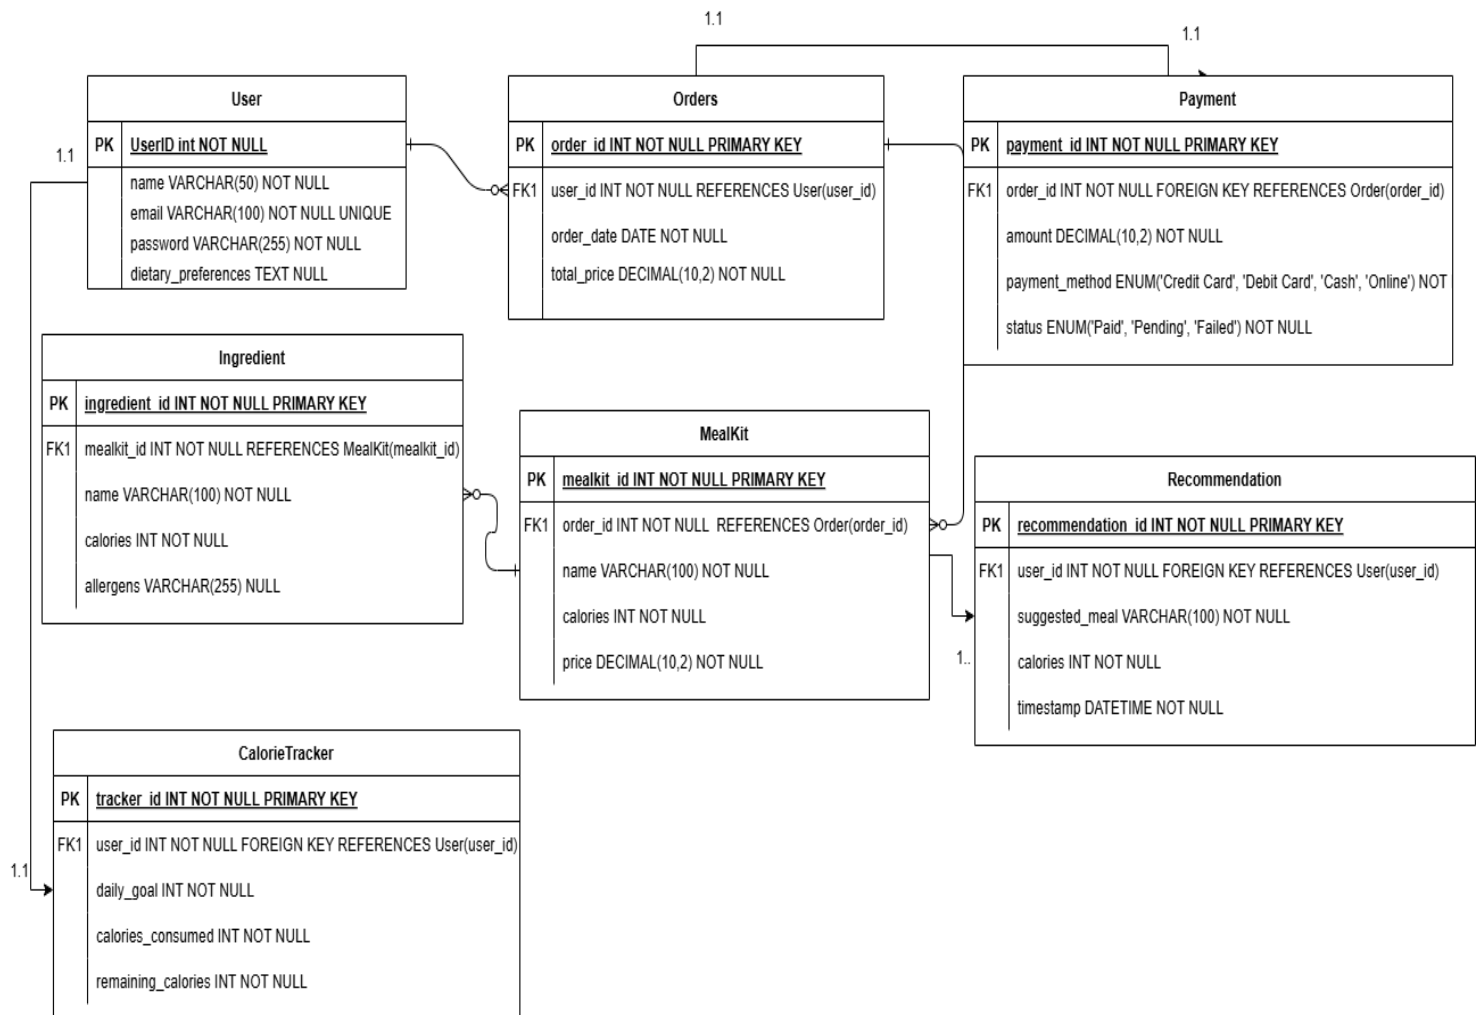 1.1
1.1
User
PK UserID int NOT NULL
name VARCHAR(50) NOT NULL
email VARCHAR(100) NOT NULL UNIQUE
password VARCHAR(255) NOT NULL
dietary_preferences TEXT NULL
1.1
Orders
PK order_id INT NOT NULL PRIMARY KEY
FK1 user_id INT NOT NULL REFERENCES User(user_id)
order_date DATE NOT NULL
total_price DECIMAL(10,2) NOT NULL
Payment
PK payment_id INT NOT NULL PRIMARY KEY
FK1 order_id INT NOT NULL FOREIGN KEY REFERENCES Order(order_id)
amount DECIMAL(10,2) NOT NULL
payment_method ENUM('Credit Card', 'Debit Card', 'Cash', 'Online') NOT
status ENUM('Paid', 'Pending', 'Failed') NOT NULL
Ingredient
PK ingredient_id INT NOT NULL PRIMARY KEY
FK1 mealkit_id INT NOT NULL REFERENCES MealKit(mealkit_id)
name VARCHAR(100) NOT NULL
calories INT NOT NULL
allergens VARCHAR(255) NULL
MealKit
PK mealkit_id INT NOT NULL PRIMARY KEY
FK1 order_id INT NOT NULL REFERENCES Order(order_id)
name VARCHAR(100) NOT NULL
calories INT NOT NULL
price DECIMAL(10,2) NOT NULL
Recommendation
PK recommendation_id INT NOT NULL PRIMARY KEY
FK1 user_id INT NOT NULL FOREIGN KEY REFERENCES User(user_id)
suggested_meal VARCHAR(100) NOT NULL
calories INT NOT NULL
timestamp DATETIME NOT NULL
1..
CalorieTracker
PK tracker_id INT NOT NULL PRIMARY KEY
FK1 user_id INT NOT NULL FOREIGN KEY REFERENCES User(user_id)
daily_goal INT NOT NULL
calories_consumed INT NOT NULL
remaining_calories INT NOT NULL
1.1